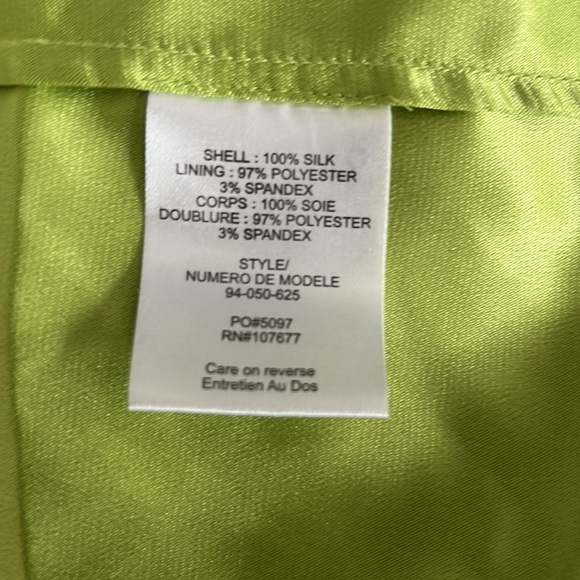 SHELL : 100% SILK
LINING : 97% POLYESTER
3% SPANDEX
CORPS : 100% SOIE
DOUBLURE : 97% POLYESTER
3% SPANDEX
STYLE/
NUMERO DE MODELE
94-050-625
PO#5097
RN#107677
Care on reverse
Entretien Au Dos